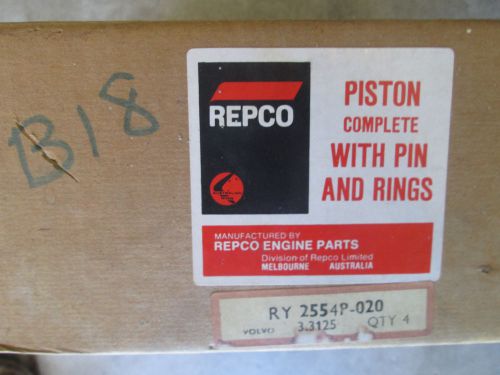 B18
REPCO
PISTON
COMPLETE
WITH PIN
AND RINGS
MANUFACTURED BY
REPCO ENGINE PARTS
Division of Repco Limited
MELBOURNE AUSTRALIA
RY 2554P-020
VOLVO 3.3125 QTY 4